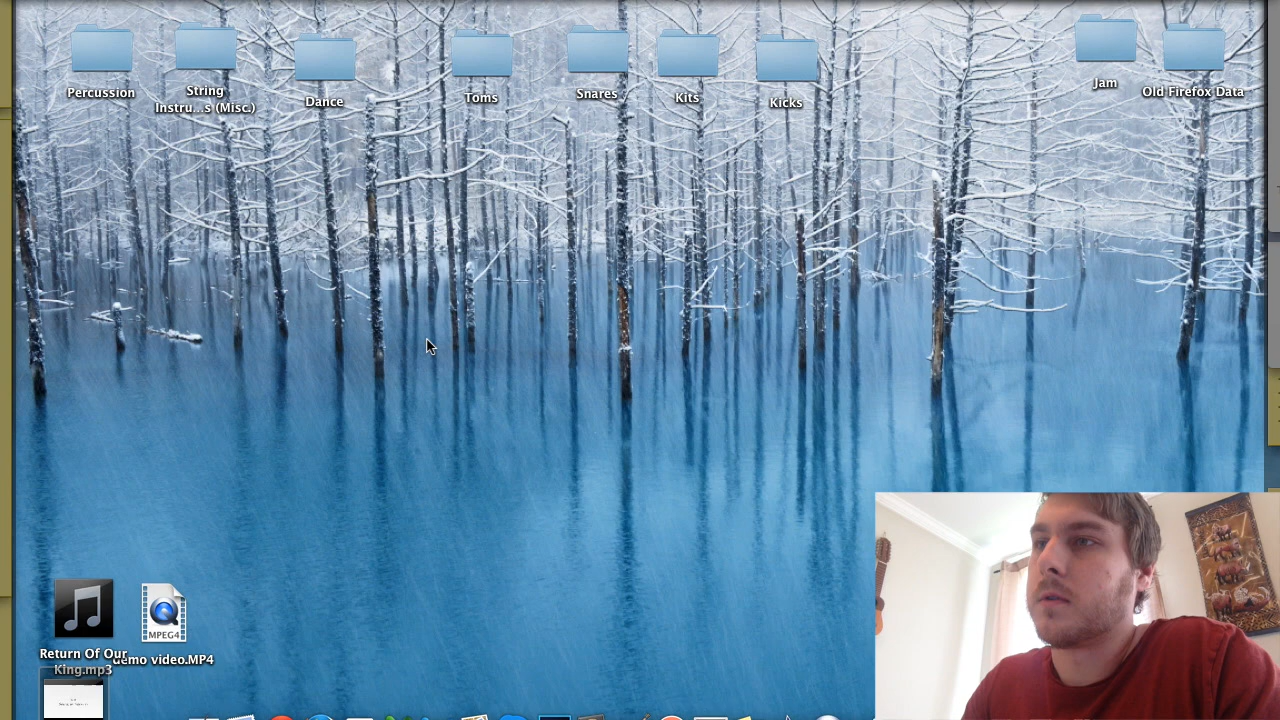 Percussion
String
Instru...s (Misc.)
Dance
Toms
Snares
Kits
Kicks
Jam
Old Firefox Data
Return Of Our
King.mp3
MPEG4
demo video.MP4